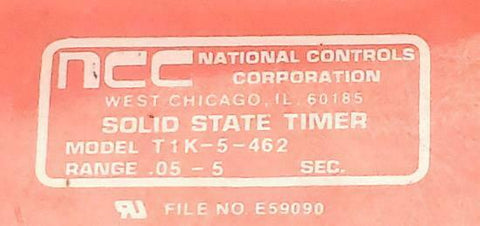 ncc NATIONAL CONTROLS
CORPORATION
WEST CHICAGO, IL. 60185
SOLID STATE TIMER
MODEL T1K-5-462
RANGE .05 - 5 SEC.
RU FILE NO. E59090